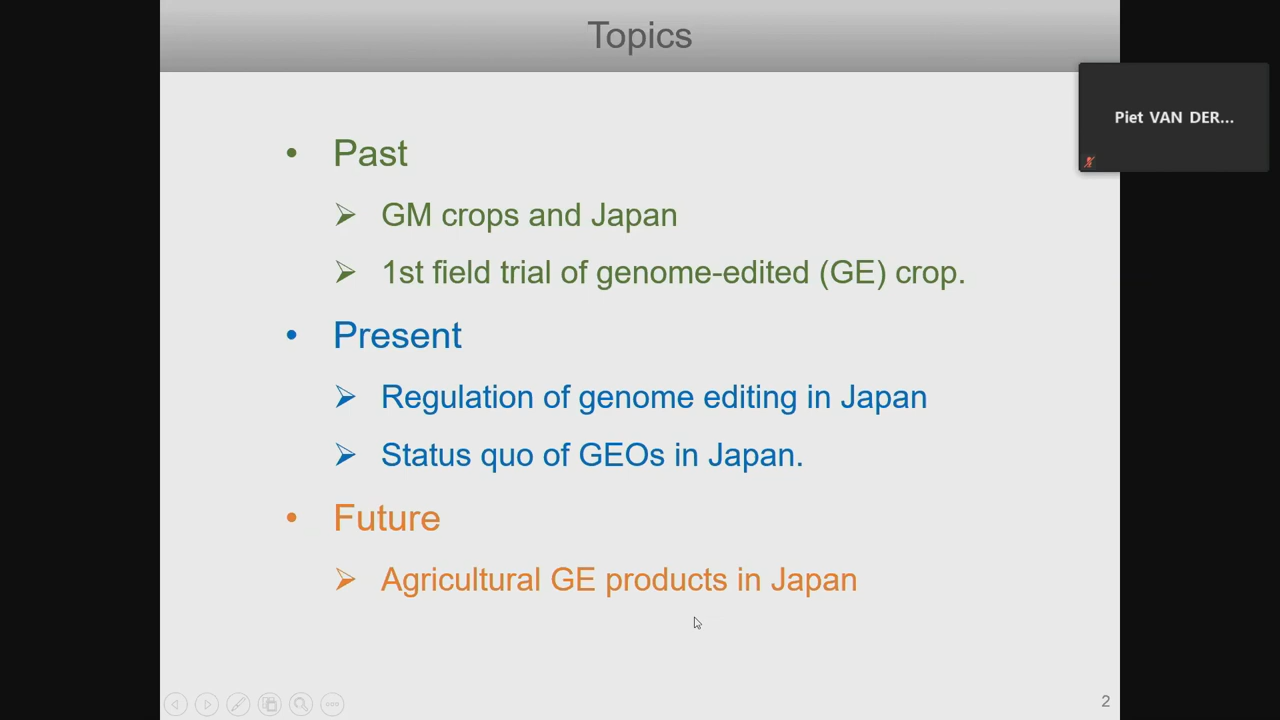 Topics
Piet VAN DER...
• Past
➢ GM crops and Japan
➢ 1st field trial of genome-edited (GE) crop.
• Present
➢ Regulation of genome editing in Japan
➢ Status quo of GEOs in Japan.
• Future
➢ Agricultural GE products in Japan
2